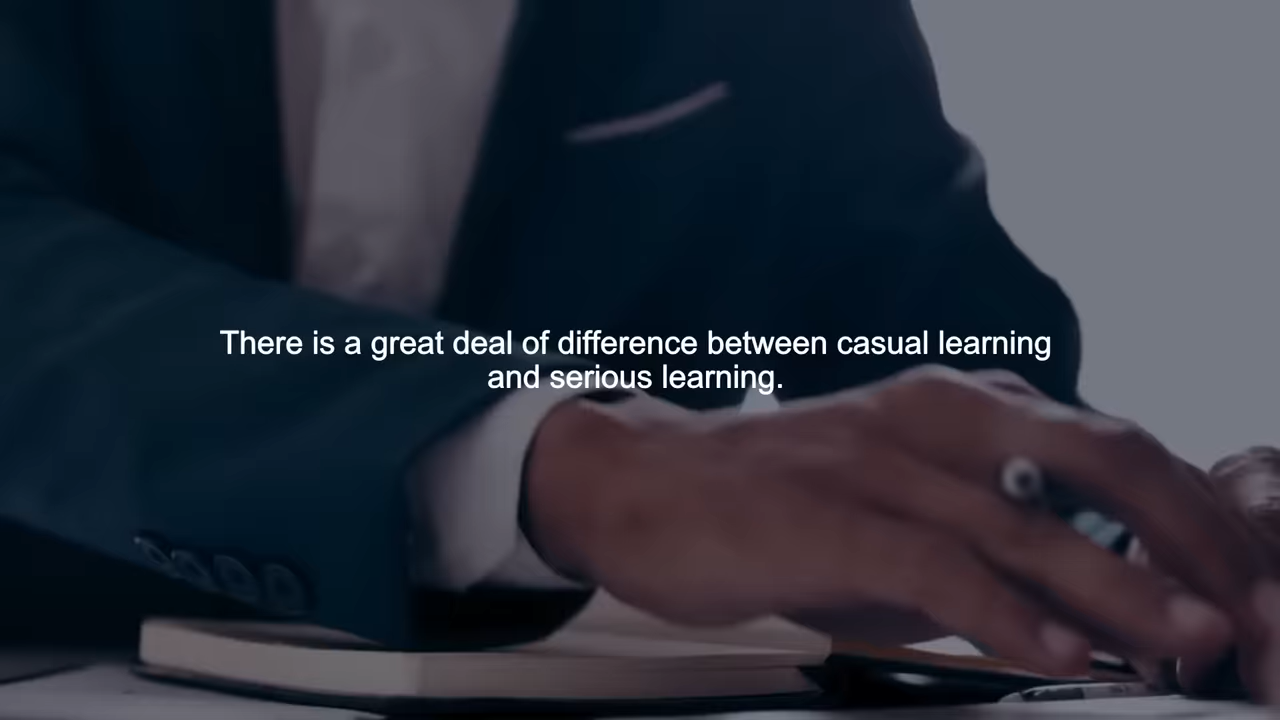 There is a great deal of difference between casual learning
and serious learning.